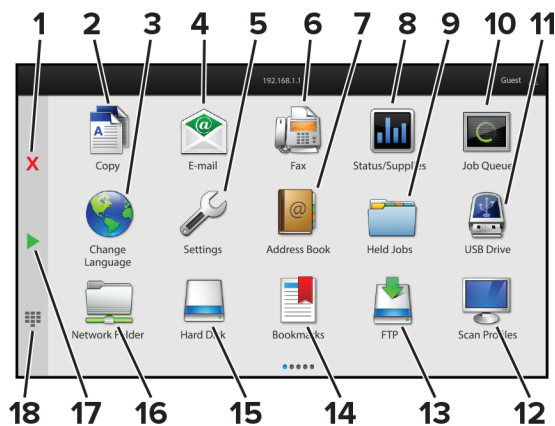 1 2 3 4 5 6 7 8 9 10 11
192.168.1.1 Guest
X
Copy E-mail Fax Status/Supplies Job Queue
Change Language Settings Address Book Held Jobs USB Drive
Network Folder Hard Disk Bookmarks FTP Scan Profiles
18 17 16 15 14 13 12